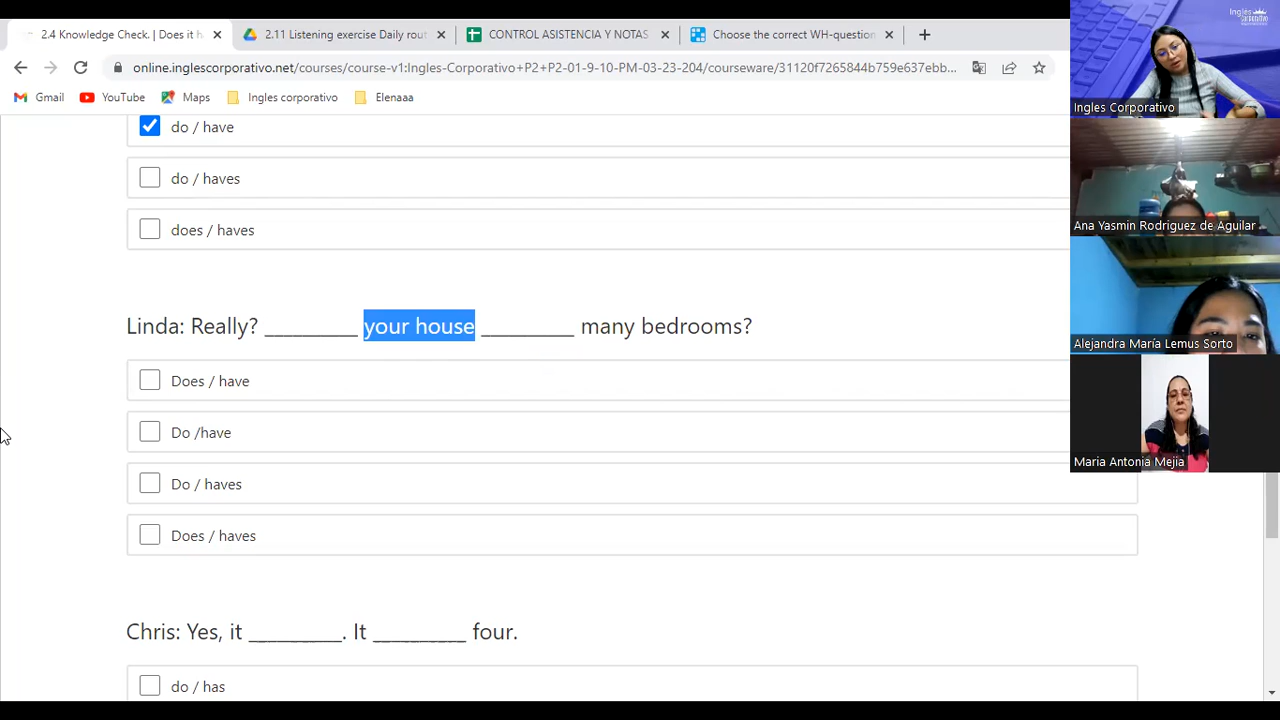 2.4 Knowledge Check. | Does it h
2.11 Listening exercise Daily rou
CONTROL ASISTENCIA Y NOTAS
Choose the correct WH-question
online.inglescorporativo.net/courses/course-v1:Ingles-Corporativo+P2+P2-01-9-10-PM-03-23-204/courseware/31120f7265844b759e637ebb...
Gmail
YouTube
Maps
Ingles corporativo
Elenaaa
do / have
do / haves
does / haves
Linda: Really? __________ your house __________ many bedrooms?
Does / have
Do /have
Do / haves
Does / haves
Chris: Yes, it __________. It __________ four.
do / has
Ingles Corporativo
Ana Yasmin Rodriguez de Aguilar
Alejandra María Lemus Sorto
Maria Antonia Mejia